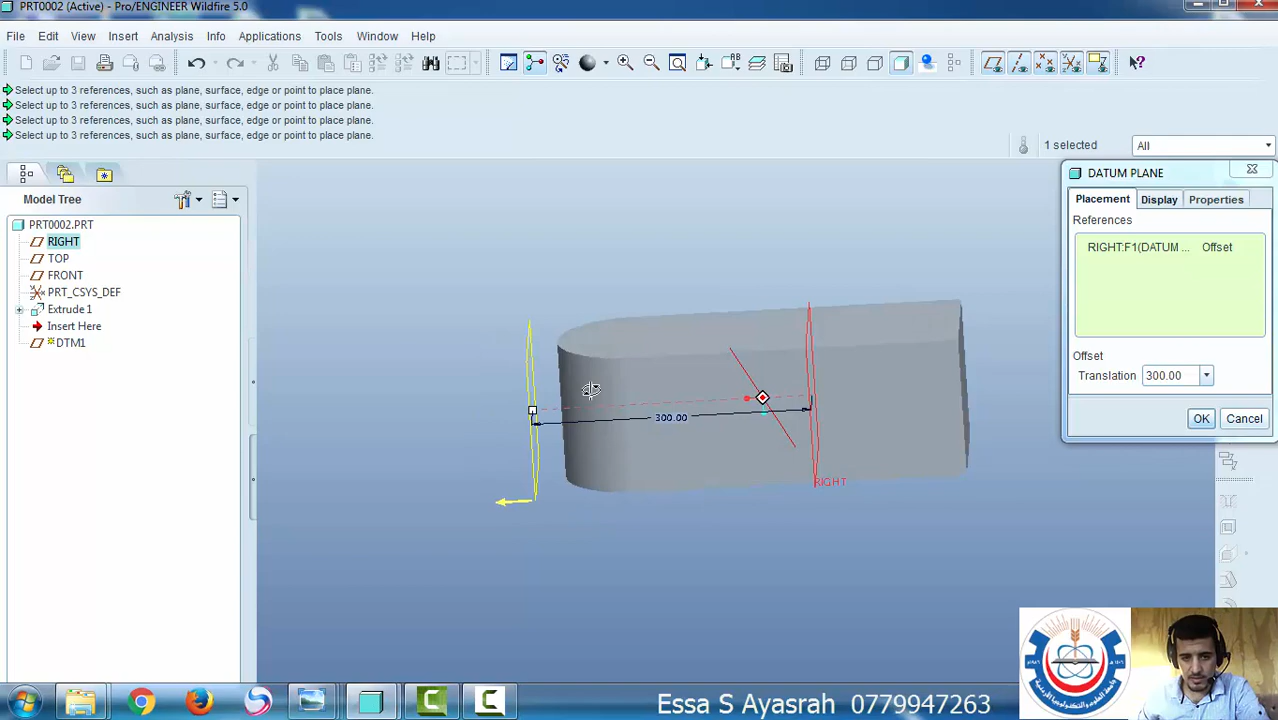 PRT0002 (Active) - Pro/ENGINEER Wildfire 5.0
File Edit View Insert Analysis Info Applications Tools Window Help
Select up to 3 references, such as plane, surface, edge or point to place plane.
Select up to 3 references, such as plane, surface, edge or point to place plane.
Select up to 3 references, such as plane, surface, edge or point to place plane.
Select up to 3 references, such as plane, surface, edge or point to place plane.
1 selected All
Model Tree
PRT0002.PRT
RIGHT
TOP
FRONT
PRT_CSYS_DEF
Extrude 1
Insert Here
DTM1
300.00
RIGHT
DATUM PLANE
Placement Display Properties
References
RIGHT:F1(DATUM ... Offset
Offset
Translation 300.00
OK Cancel
Essa S Ayasrah 0779947263